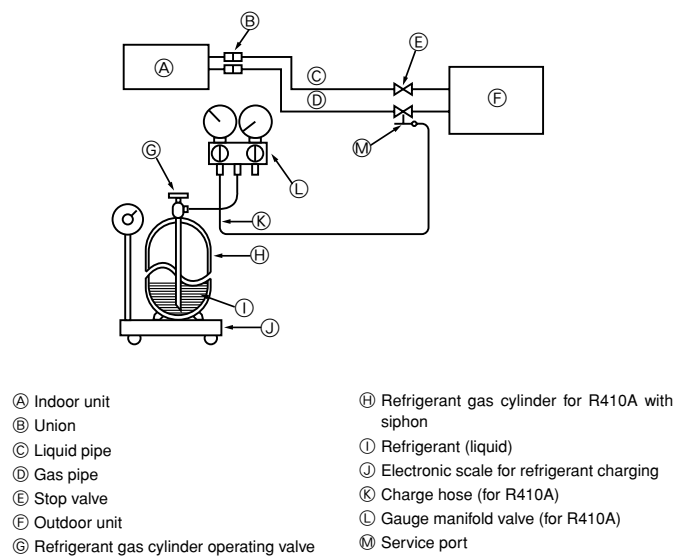 Ⓑ
Ⓔ
Ⓐ
Ⓒ
Ⓕ
Ⓓ
Ⓖ
Ⓜ
Ⓛ
Ⓚ
Ⓗ
Ⓘ
Ⓙ
Ⓐ Indoor unit
Ⓑ Union
Ⓒ Liquid pipe
Ⓓ Gas pipe
Ⓔ Stop valve
Ⓕ Outdoor unit
Ⓖ Refrigerant gas cylinder operating valve
Ⓗ Refrigerant gas cylinder for R410A with
siphon
Ⓘ Refrigerant (liquid)
Ⓙ Electronic scale for refrigerant charging
Ⓚ Charge hose (for R410A)
Ⓛ Gauge manifold valve (for R410A)
Ⓜ Service port